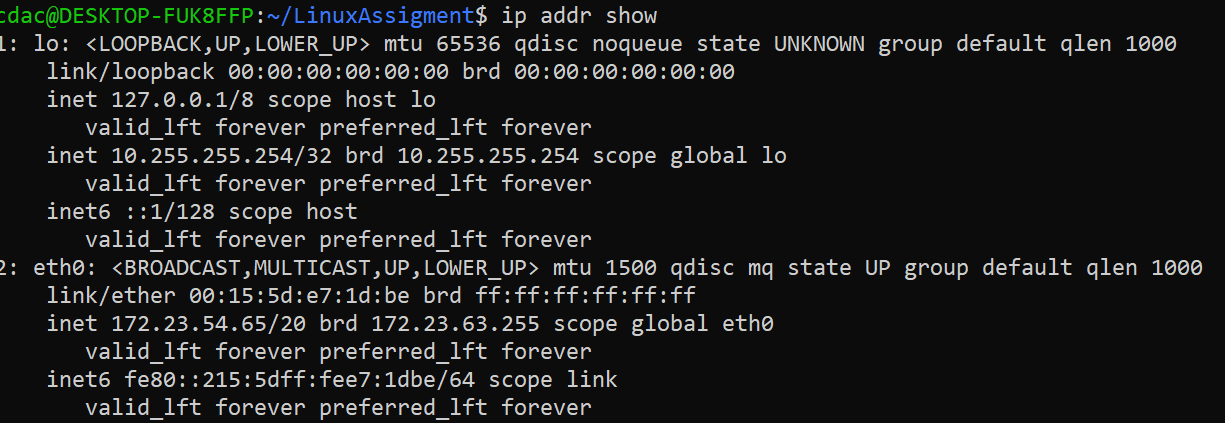 cdac@DESKTOP-FUK8FFP:~/LinuxAssigment$ ip addr show
1: lo: <LOOPBACK,UP,LOWER_UP> mtu 65536 qdisc noqueue state UNKNOWN group default qlen 1000
    link/loopback 00:00:00:00:00:00 brd 00:00:00:00:00:00
    inet 127.0.0.1/8 scope host lo
       valid_lft forever preferred_lft forever
    inet 10.255.255.254/32 brd 10.255.255.254 scope global lo
       valid_lft forever preferred_lft forever
    inet6 ::1/128 scope host
       valid_lft forever preferred_lft forever
2: eth0: <BROADCAST,MULTICAST,UP,LOWER_UP> mtu 1500 qdisc mq state UP group default qlen 1000
    link/ether 00:15:5d:e7:1d:be brd ff:ff:ff:ff:ff:ff
    inet 172.23.54.65/20 brd 172.23.63.255 scope global eth0
       valid_lft forever preferred_lft forever
    inet6 fe80::215:5dff:fee7:1dbe/64 scope link
       valid_lft forever preferred_lft forever